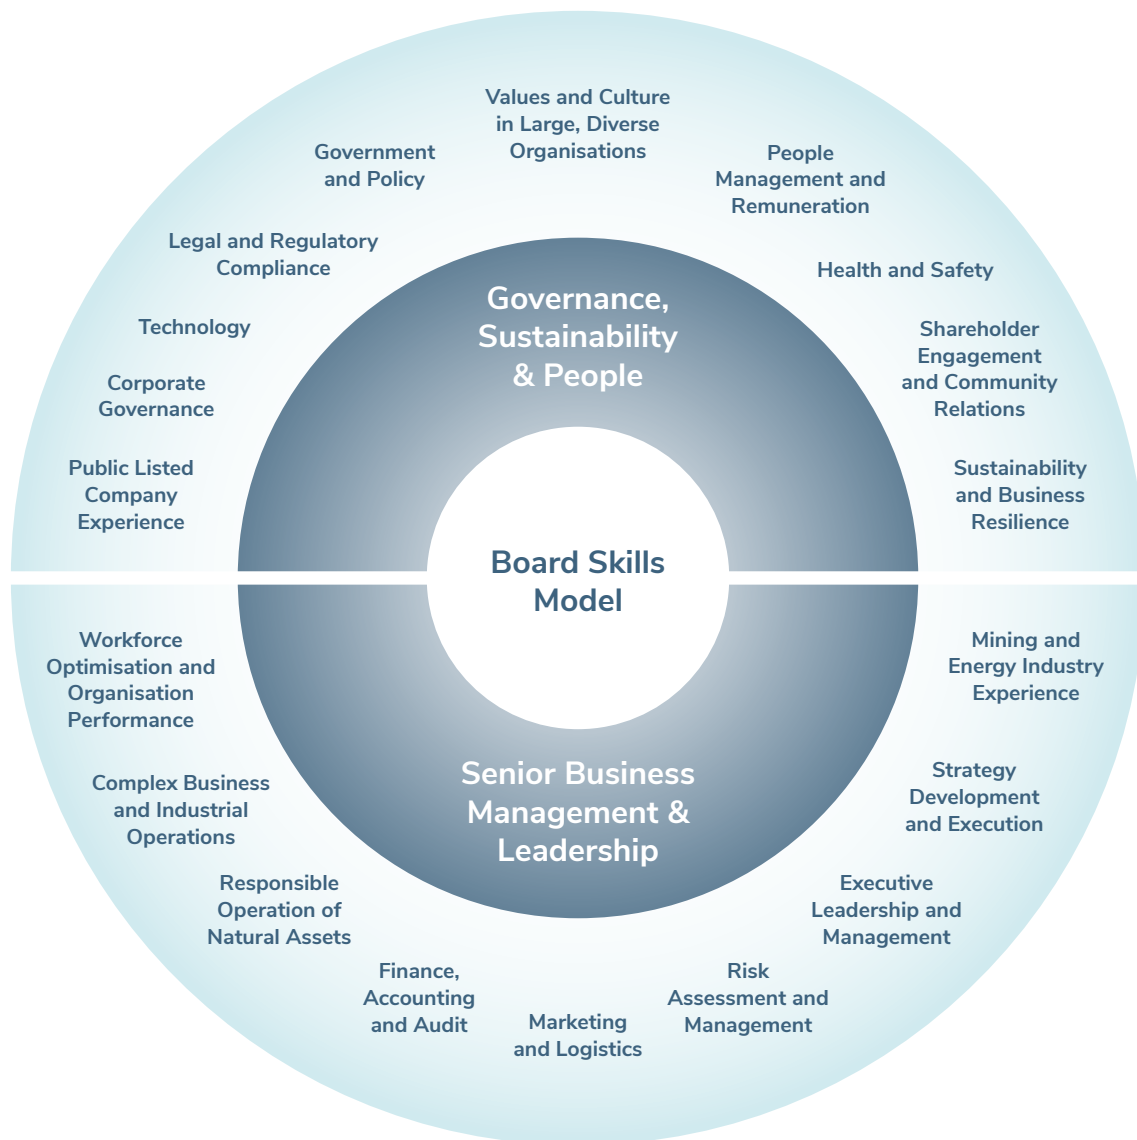 Values and Culture
in Large, Diverse
Organisations
Government
and Policy
People
Management and
Remuneration
Legal and Regulatory
Compliance
Health and Safety
Technology
Shareholder
Engagement
and Community
Relations
Corporate
Governance
Public Listed
Company
Experience
Sustainability
and Business
Resilience
Governance,
Sustainability
& People
Board Skills
Model
Senior Business
Management &
Leadership
Workforce
Optimisation and
Organisation
Performance
Mining and
Energy Industry
Experience
Complex Business
and Industrial
Operations
Strategy
Development
and Execution
Responsible
Operation of
Natural Assets
Executive
Leadership and
Management
Finance,
Accounting
and Audit
Risk
Assessment and
Management
Marketing
and Logistics